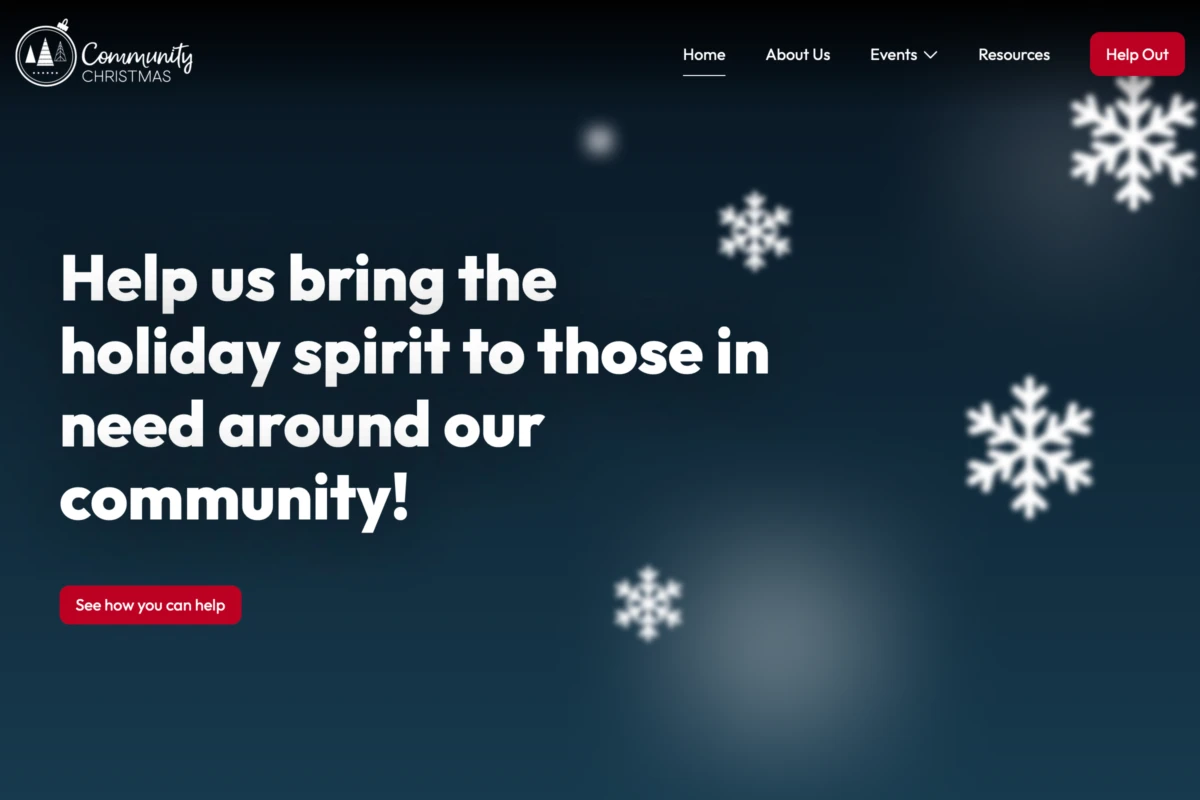 Community
CHRISTMAS
Home
About Us
Events
Resources
Help Out
Help us bring the
holiday spirit to those in
need around our
community!
See how you can help